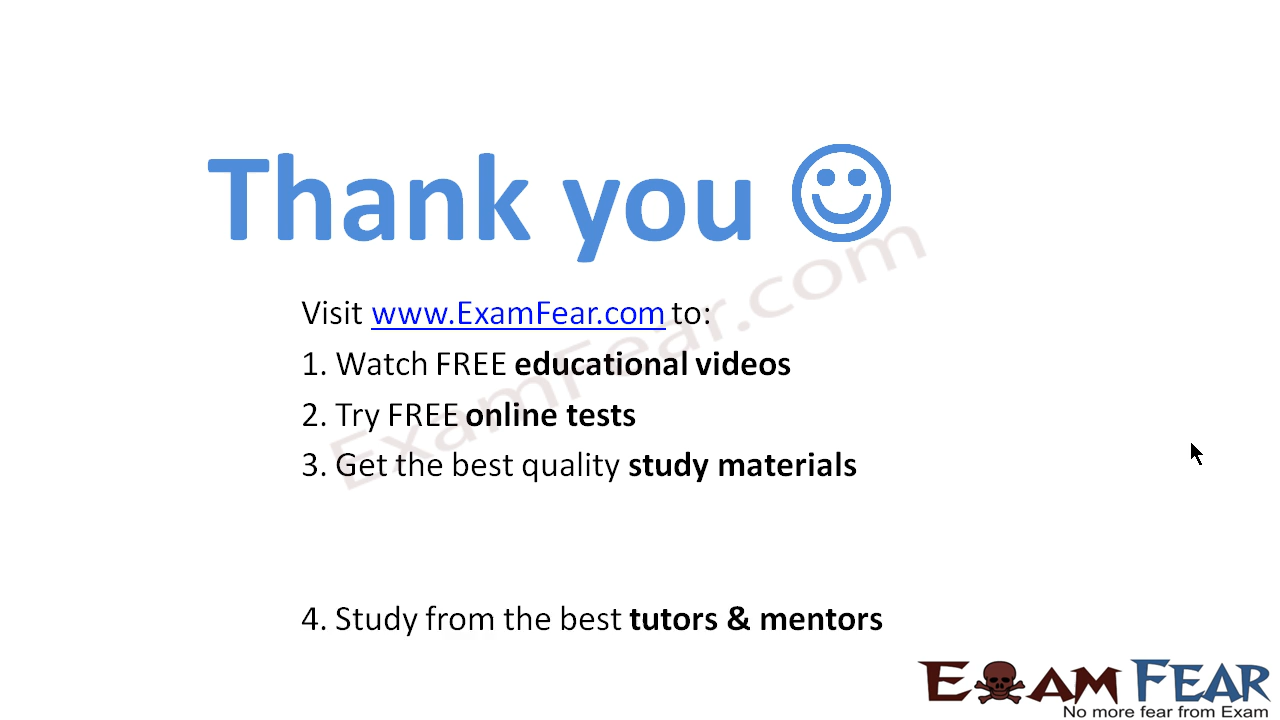 Thank you
Visit www.ExamFear.com to:
1. Watch FREE educational videos
2. Try FREE online tests
3. Get the best quality study materials
4. Study from the best tutors & mentors
ExamFear.com
EXAM FEAR
No more fear from Exam